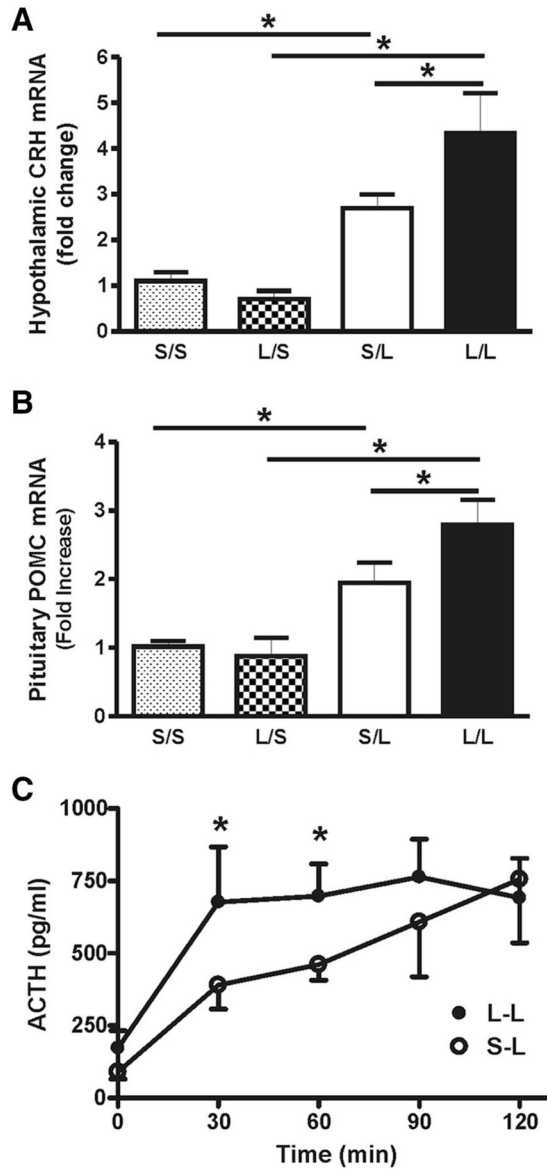 A
*
*
*
Hypothalamic CRH mRNA
(fold change)
6
5
4
3
2
1
0
S/S L/S S/L L/L
B
*
*
*
Pituitary POMC mRNA
(Fold Increase)
4
3
2
1
0
S/S L/S S/L L/L
C
ACTH (pg/ml)
1000
750
500
250
0
* *
L-L
S-L
0 30 60 90 120
Time (min)